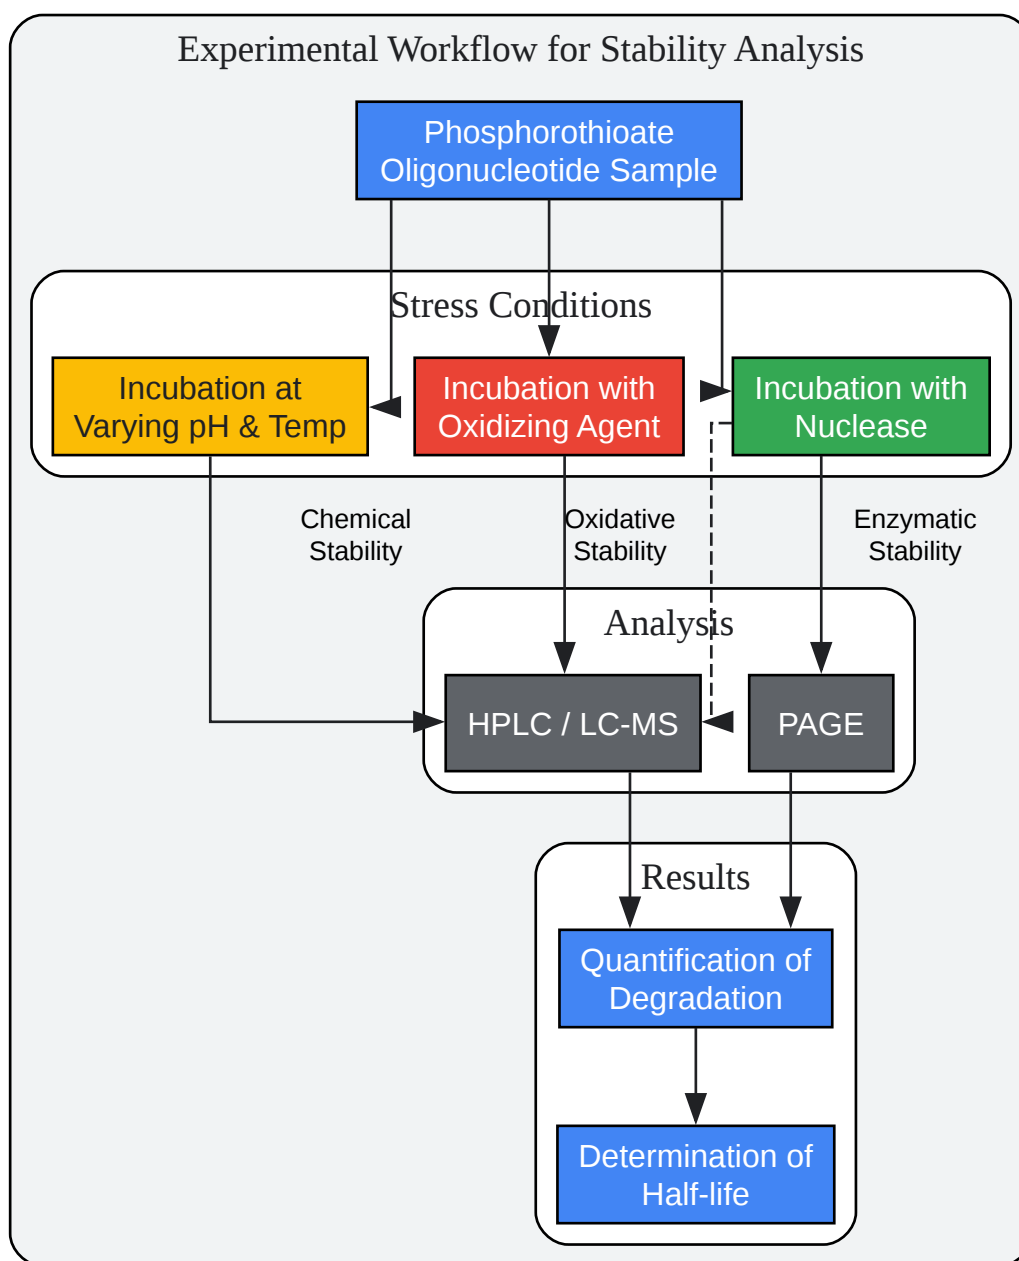 Experimental Workflow for Stability Analysis
Phosphorothioate
Oligonucleotide Sample
Stress Conditions
Incubation at
Varying pH & Temp
Incubation with
Oxidizing Agent
Incubation with
Nuclease
Chemical
Stability
Oxidative
Stability
Enzymatic
Stability
Analysis
HPLC / LC-MS
PAGE
Results
Quantification of
Degradation
Determination of
Half-life